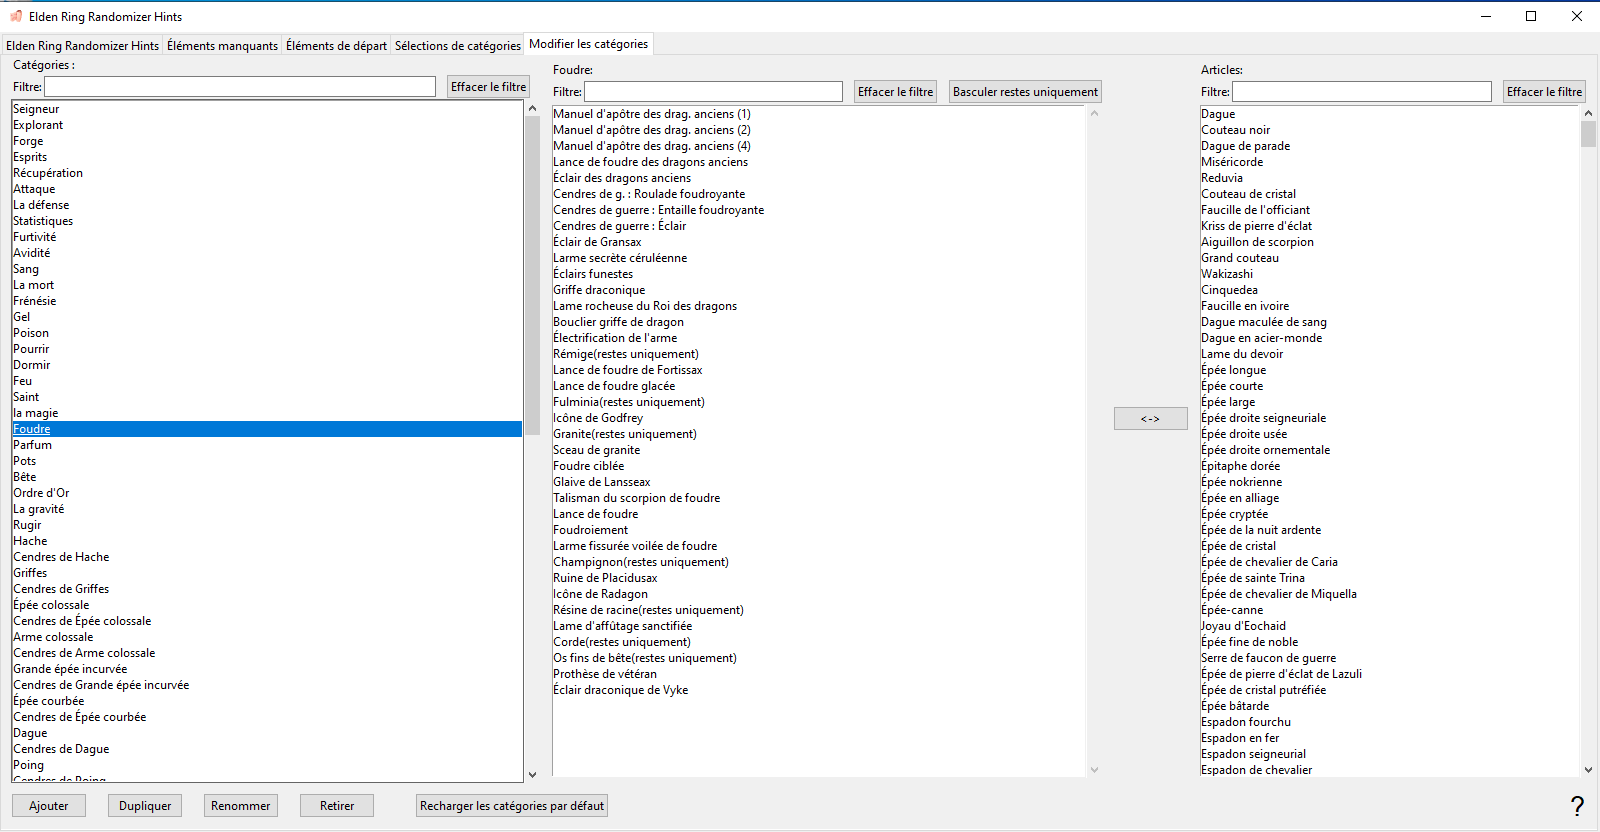 Elden Ring Randomizer Hints
Elden Ring Randomizer Hints
Éléments manquants
Éléments de départ
Sélections de catégories
Modifier les catégories
Catégories :
Filtre:
Effacer le filtre
Seigneur
Explorant
Forge
Esprits
Récupération
Attaque
La défense
Statistiques
Furtivité
Avidité
Sang
La mort
Frénésie
Gel
Poison
Pourrir
Dormir
Feu
Saint
la magie
Foudre
Parfum
Pots
Bête
Ordre d'Or
La gravité
Rugir
Hache
Cendres de Hache
Griffes
Cendres de Griffes
Épée colossale
Cendres de Épée colossale
Arme colossale
Cendres de Arme colossale
Grande épée incurvée
Cendres de Grande épée incurvée
Épée courbée
Cendres de Épée courbée
Dague
Cendres de Dague
Poing
Cendres de Poing
Foudre:
Filtre:
Effacer le filtre
Basculer restes uniquement
Manuel d'apôtre des drag. anciens (1)
Manuel d'apôtre des drag. anciens (2)
Manuel d'apôtre des drag. anciens (4)
Lance de foudre des dragons anciens
Éclair des dragons anciens
Cendres de g. : Roulade foudroyante
Cendres de guerre : Entaille foudroyante
Cendres de guerre : Éclair
Éclair de Gransax
Larme secrète céruléenne
Éclairs funestes
Griffe draconique
Lame rocheuse du Roi des dragons
Bouclier griffe de dragon
Électrification de l'arme
Rémige(restes uniquement)
Lance de foudre de Fortissax
Lance de foudre glacée
Fulminia(restes uniquement)
Icône de Godfrey
Granite(restes uniquement)
Sceau de granite
Foudre ciblée
Glaive de Lansseax
Talisman du scorpion de foudre
Lance de foudre
Foudroiement
Larme fissurée voilée de foudre
Champignon(restes uniquement)
Ruine de Placidusax
Icône de Radagon
Résine de racine(restes uniquement)
Lame d'affûtage sanctifiée
Corde(restes uniquement)
Os fins de bête(restes uniquement)
Prothèse de vétéran
Éclair draconique de Vyke
<->
Articles:
Filtre:
Effacer le filtre
Dague
Couteau noir
Dague de parade
Miséricorde
Reduvia
Couteau de cristal
Faucille de l'officiant
Kriss de pierre d'éclat
Aiguillon de scorpion
Grand couteau
Wakizashi
Cinquedea
Faucille en ivoire
Dague maculée de sang
Dague en acier-monde
Lame du devoir
Épée longue
Épée courte
Épée large
Épée droite seigneuriale
Épée droite usée
Épée droite ornementale
Épitaphe dorée
Épée nokrienne
Épée en alliage
Épée cryptée
Épée de la nuit ardente
Épée de cristal
Épée de chevalier de Caria
Épée de sainte Trina
Épée de chevalier de Miquella
Épée-canne
Joyau d'Eochaid
Épée fine de noble
Serre de faucon de guerre
Épée de pierre d'éclat de Lazuli
Épée de cristal putréfiée
Épée bâtarde
Espadon fourchu
Espadon en fer
Espadon seigneurial
Espadon de chevalier
Ajouter
Dupliquer
Renommer
Retirer
Recharger les catégories par défaut
?